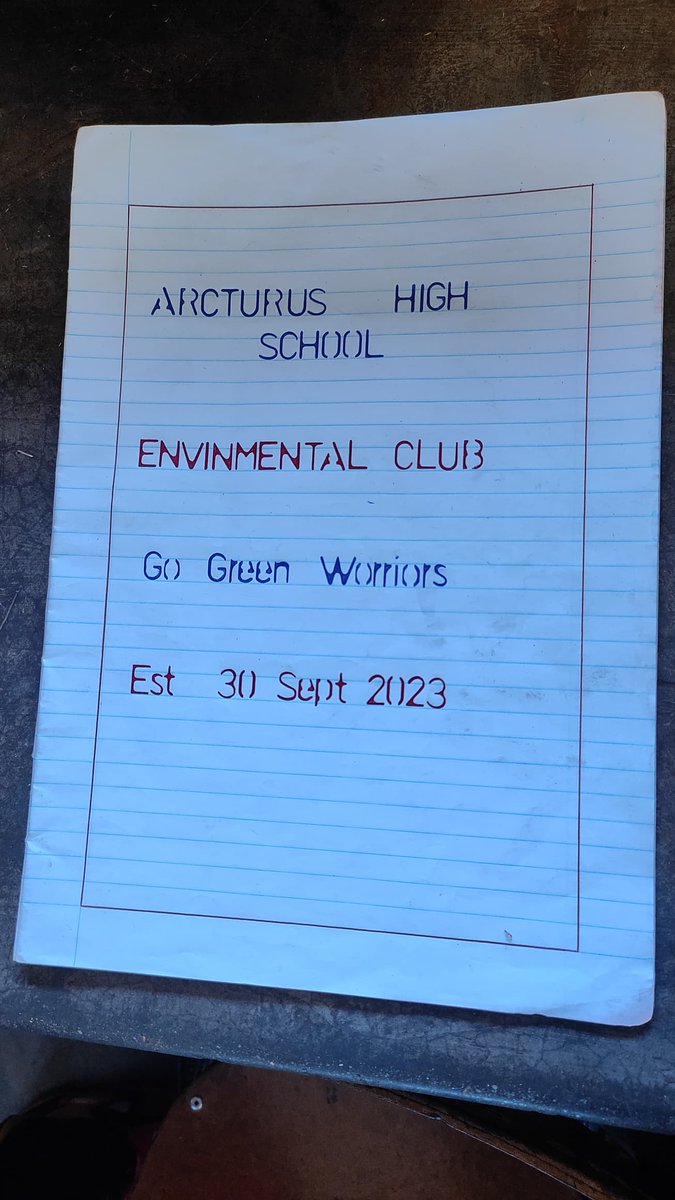 ARCTURUS HIGH
SCHOOL
ENVINMENTAL CLUB
Go Green Worriors
Est 30 Sept 2023